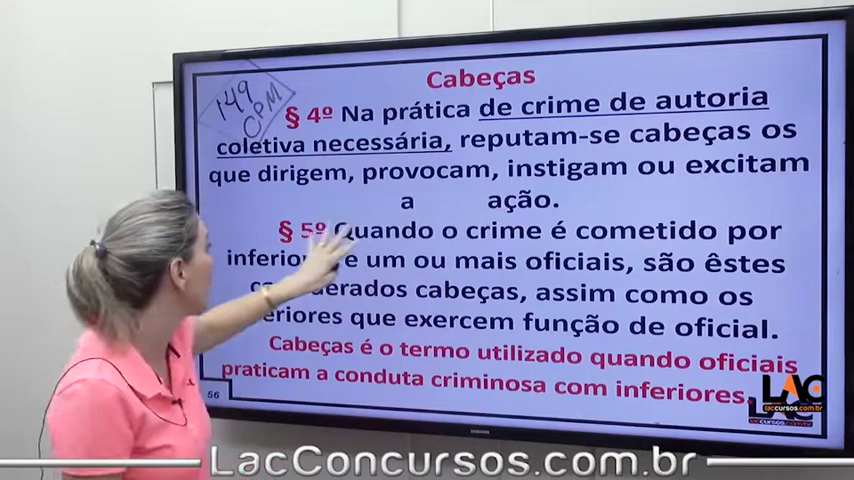 149
CPM
Cabeças
§ 4º Na prática de crime de autoria
coletiva necessária, reputam-se cabeças os
que dirigem, provocam, instigam ou excitam
a ação.
§ 5º Quando o crime é cometido por
e um ou mais oficiais, são êstes
cabeças, assim como os
que exercem função de oficial.
Cabeças é o termo utilizado quando oficiais
praticam a conduta criminosa com inferiores.
56
LAC
laccursos.com.br
laccursos.com.br
SAMSUNG
LacConcursos.com.br